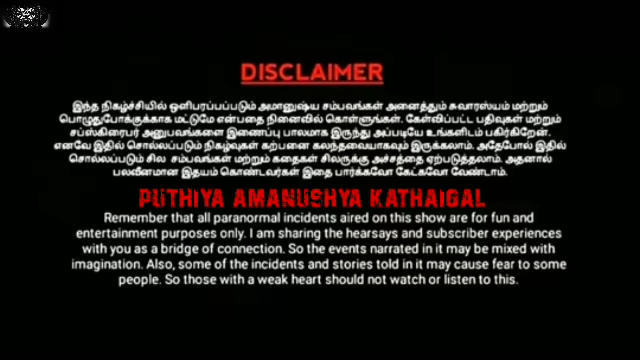 DISCLAIMER
இந்த நிகழ்ச்சியில் ஒளிபரப்பப்படும் அமானுஷ்ய சம்பவங்கள் அனைத்தும் சுவாரஸ்யம் மற்றும்
பொழுதுபோக்குக்காக மட்டுமே என்பதை நினைவில் கொள்ளுங்கள். கேள்விப்பட்ட பதிவுகள் மற்றும்
சப்ஸ்கிரைபர் அனுபவங்களை இணைப்பு பாலமாக இருந்து அப்படியே உங்களிடம் பகிர்கிறேன்.
எனவே இதில் சொல்லப்படும் நிகழ்வுகள் கற்பனை கலந்தவையாகவும் இருக்கலாம். அதேபோல் இதில்
சொல்லப்படும் சில சம்பவங்கள் மற்றும் கதைகள் சிலருக்கு அச்சத்தை ஏற்படுத்தலாம். அதனால்
பலவீனமான இதயம் கொண்டவர்கள் இதை பார்க்கவோ கேட்கவோ வேண்டாம்.
PUTHIYA AMANUSHYA KATHAIGAL
Remember that all paranormal incidents aired on this show are for fun and
entertainment purposes only. I am sharing the hearsays and subscriber experiences
with you as a bridge of connection. So the events narrated in it may be mixed with
imagination. Also, some of the incidents and stories told in it may cause fear to some
people. So those with a weak heart should not watch or listen to this.